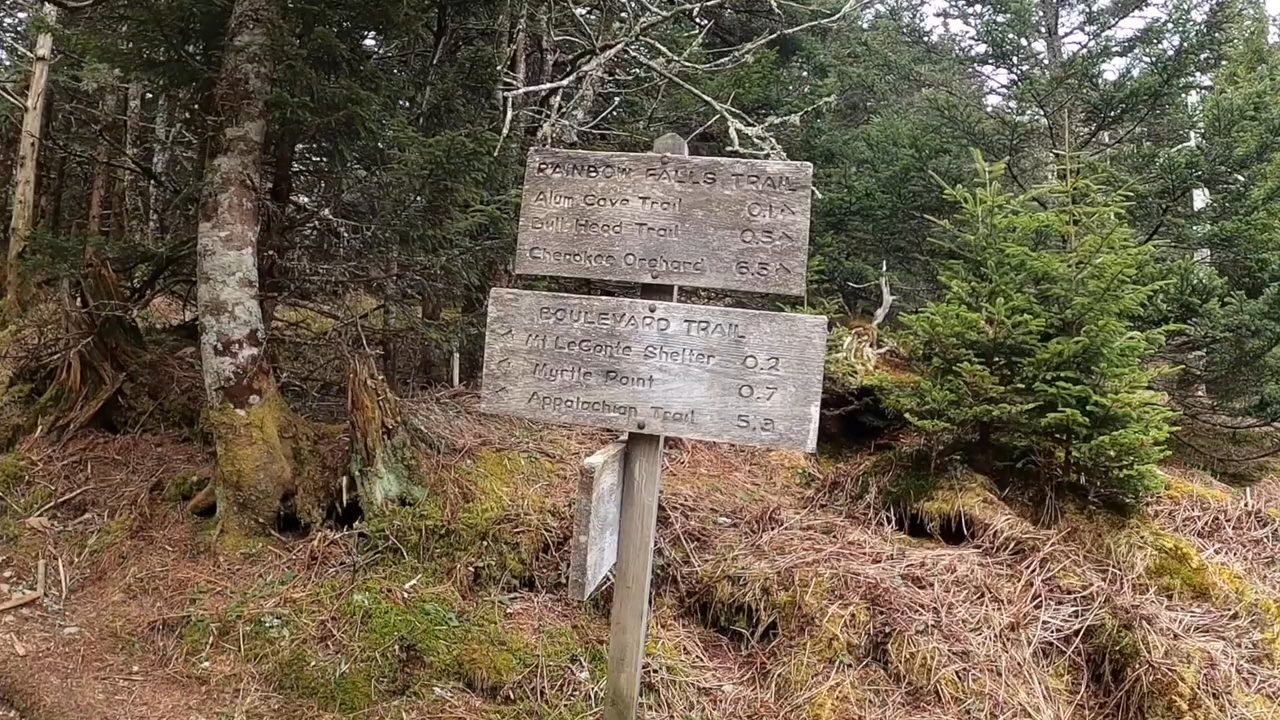 RAINBOW FALLS TRAIL
Alum Cave Trail 0.1 >
Bull Head Trail 0.5 >
Cherokee Orchard 6.5 >
BOULEVARD TRAIL
< Mt LeConte Shelter 0.2
< Myrtle Point 0.7
< Appalachian Trail 5.3